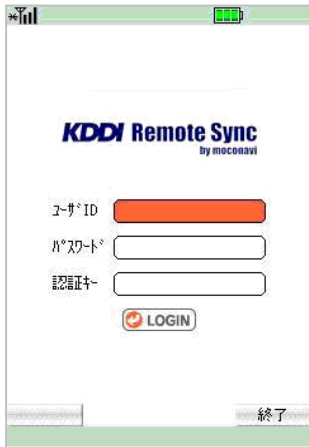 KDDI Remote Sync
by moconavi
ﾕｰｻﾞID
ﾊﾟｽﾜｰﾄﾞ
認証ｷｰ
LOGIN
終了